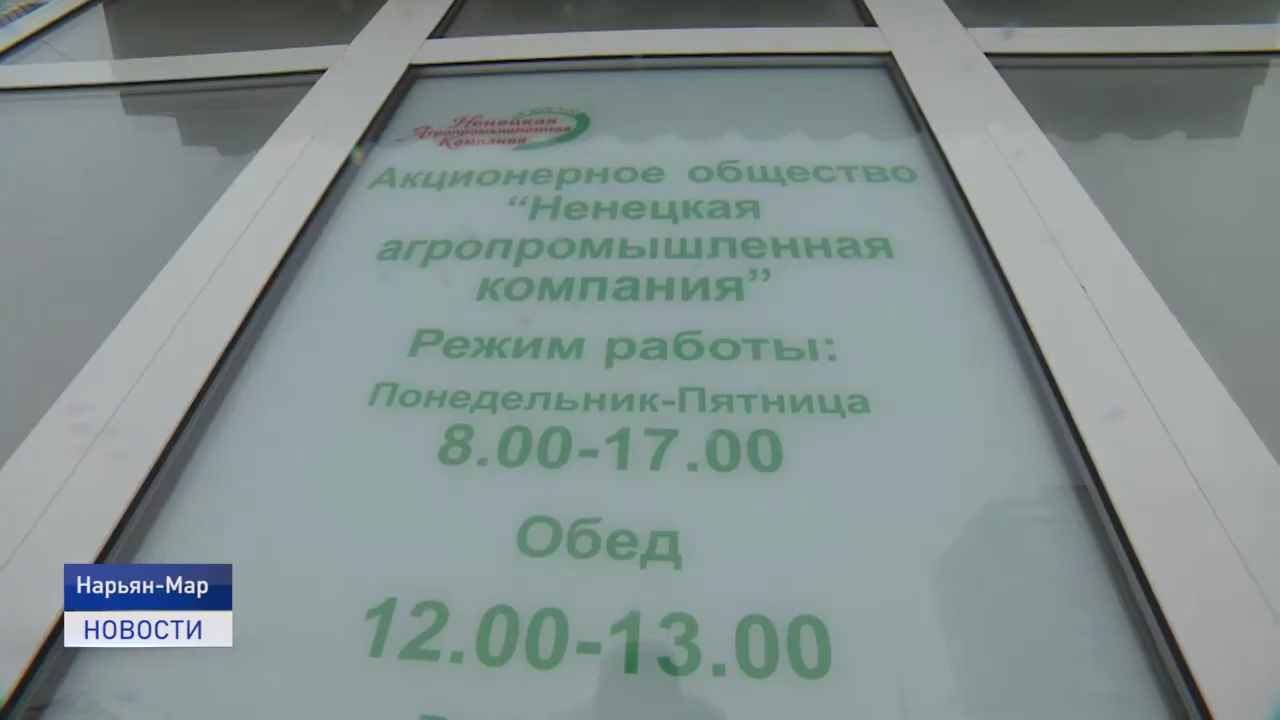 Ненецкая
Агропромышленная
Компания
Акционерное общество
“Ненецкая
агропромышленная
компания”
Режим работы:
Понедельник-Пятница
8.00-17.00
Обед
12.00-13.00
Нарьян-Мар
НОВОСТИ